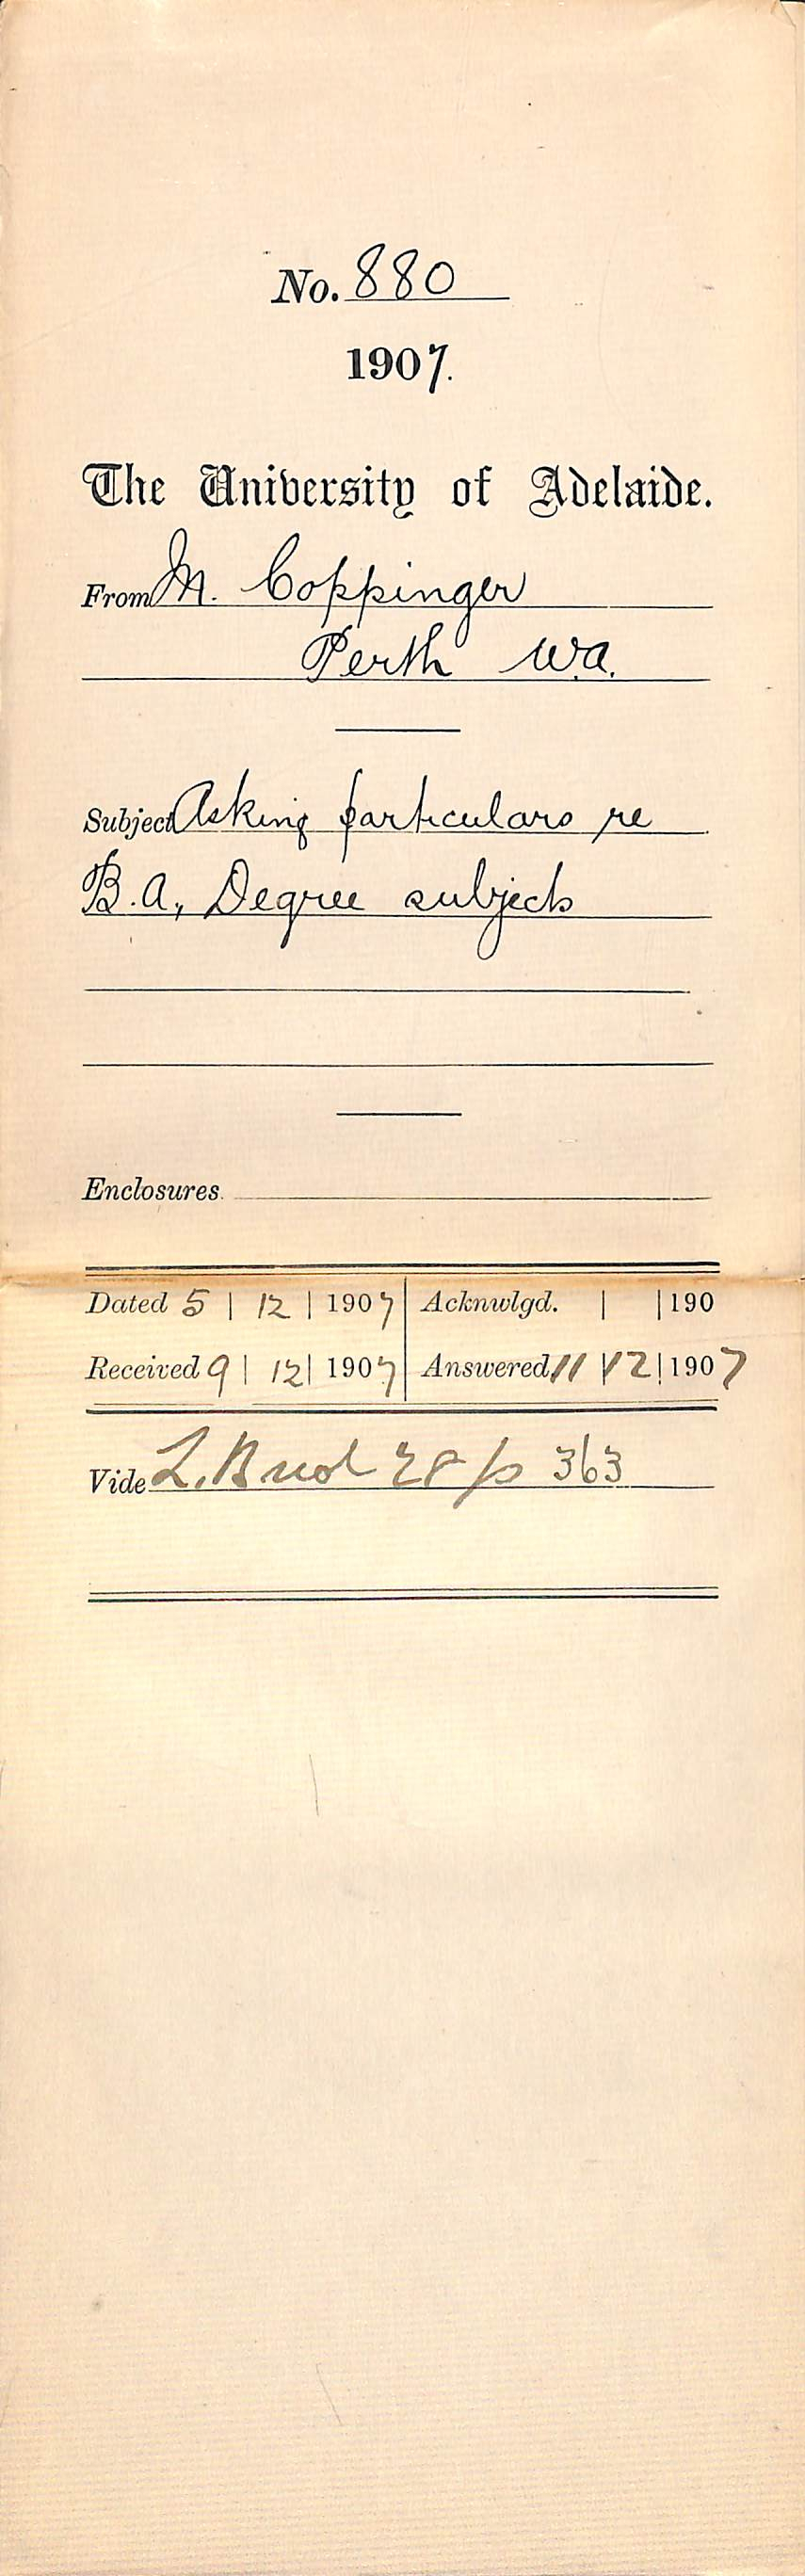 No. 880
1907.
The University of Adelaide.
From M. Coppinger
Perth W.A.
Subject Asking particulars re
B.A., Degree subjects
Enclosures
Dated 5 | 12 | 1907 Acknwlgd. | | 190
Received 9 | 12 | 1907 Answered 11 | 12 | 1907
Vide L. B p 363